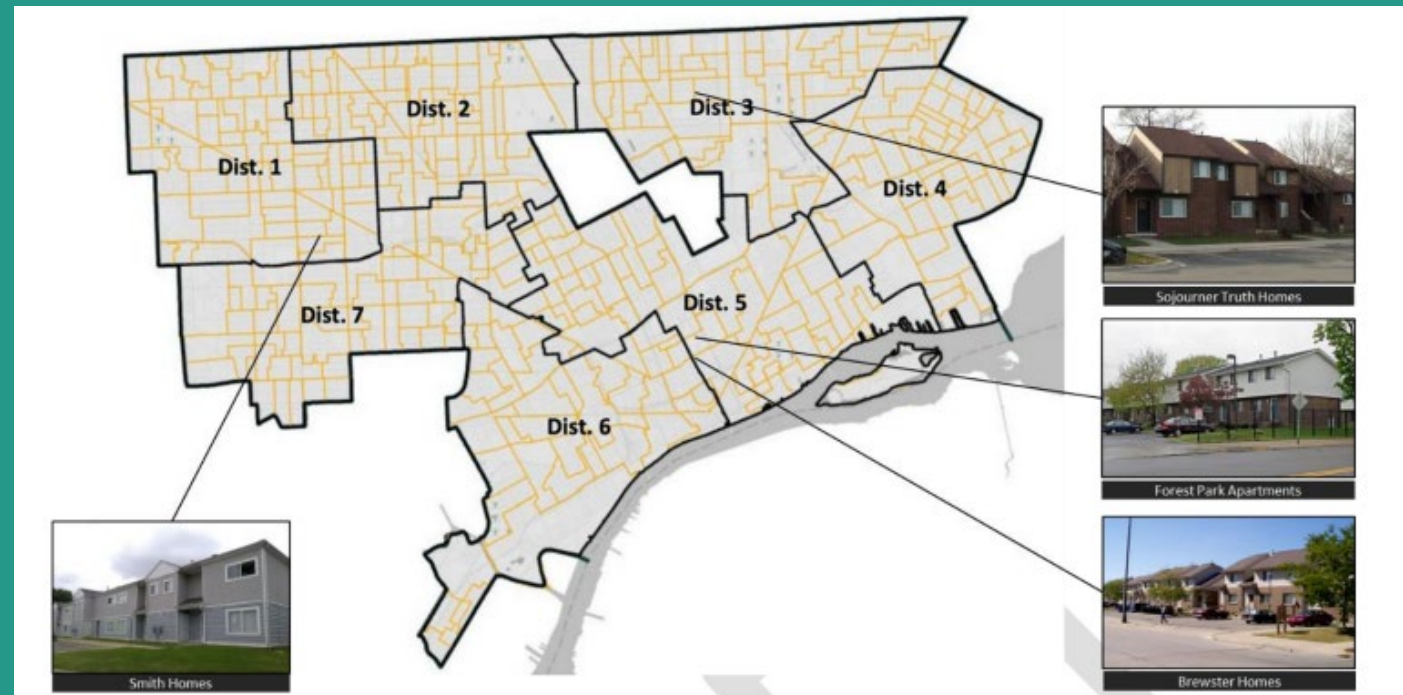 Dist. 2
Dist. 3
Dist. 1
Dist. 4
Dist. 5
Dist. 7
Dist. 6
Sojourner Truth Homes
Forest Park Apartments
Smith Homes
Brewster Homes